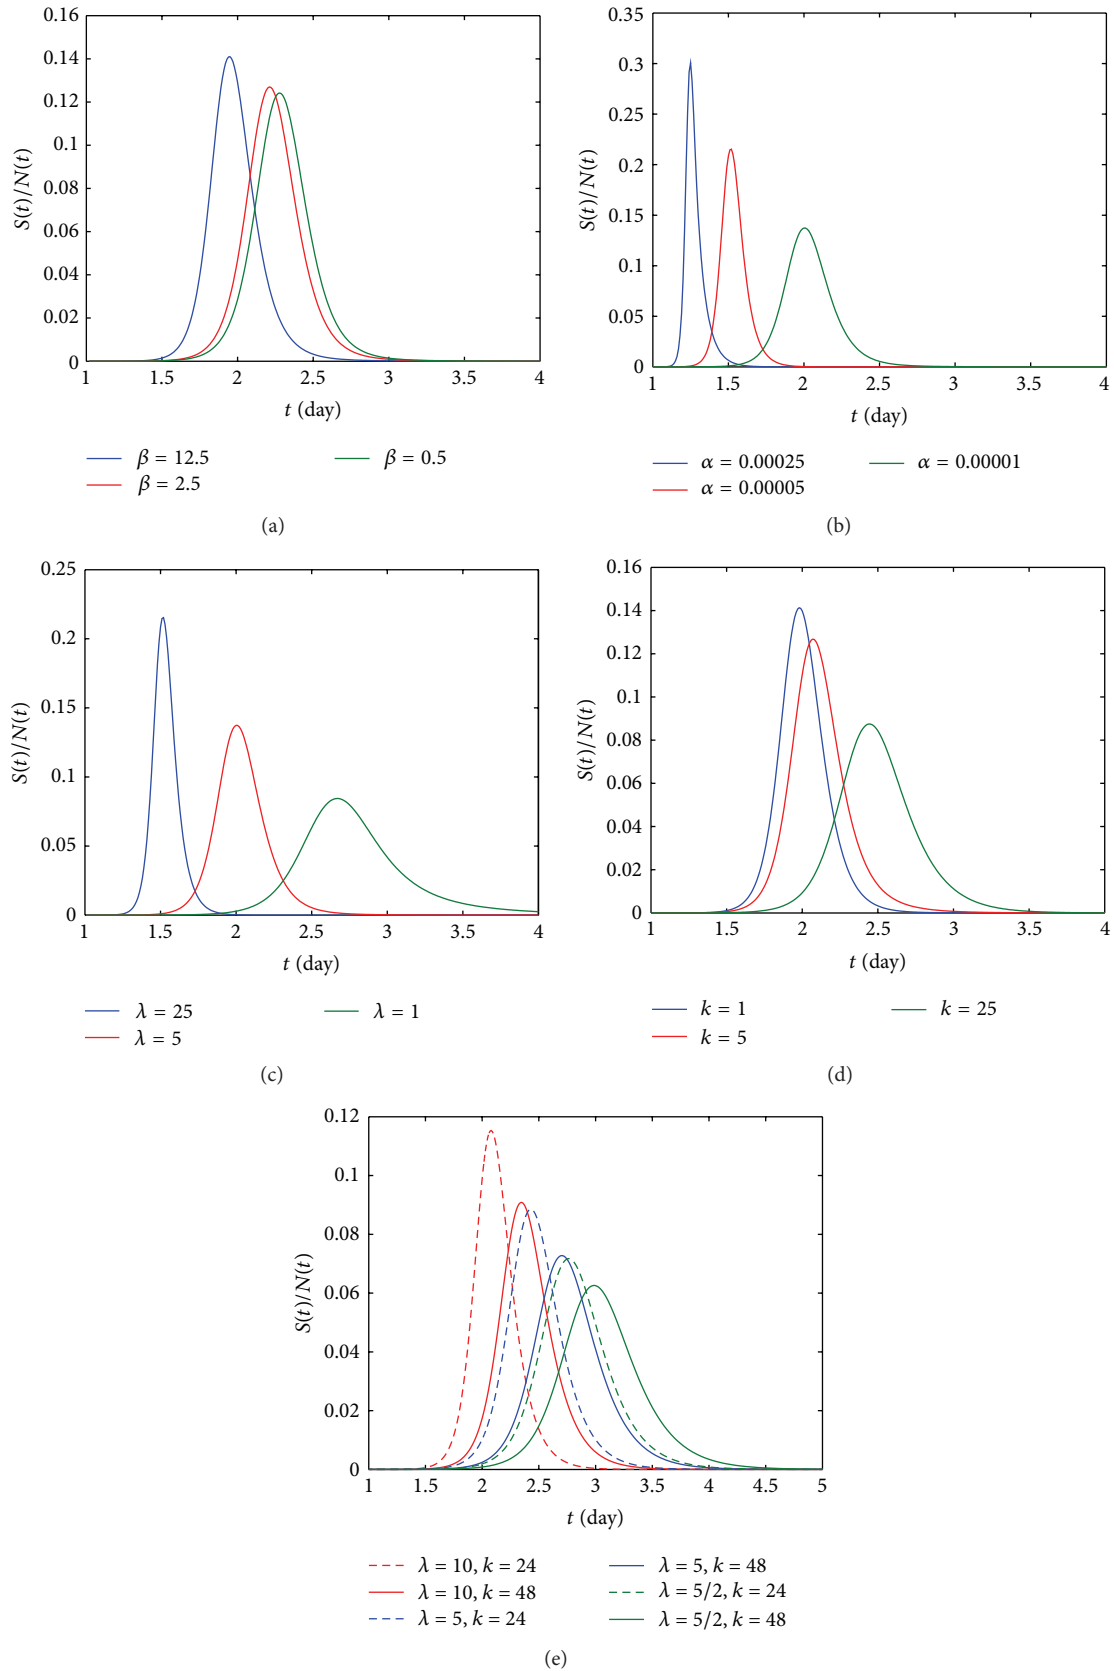 0.16
0.14
0.12
0.1
0.08
0.06
0.04
0.02
0
S(t)/N(t)
1 1.5 2 2.5 3 3.5 4
t (day)
β = 12.5
β = 2.5
β = 0.5
(a)
0.35
0.3
0.25
0.2
0.15
0.1
0.05
0
S(t)/N(t)
1 1.5 2 2.5 3 3.5 4
t (day)
α = 0.00025
α = 0.00005
α = 0.00001
(b)
0.25
0.2
0.15
0.1
0.05
0
S(t)/N(t)
1 1.5 2 2.5 3 3.5 4
t (day)
λ = 25
λ = 5
λ = 1
(c)
0.16
0.14
0.12
0.1
0.08
0.06
0.04
0.02
0
S(t)/N(t)
1 1.5 2 2.5 3 3.5 4
t (day)
k = 1
k = 5
k = 25
(d)
0.12
0.1
0.08
0.06
0.04
0.02
0
S(t)/N(t)
1 1.5 2 2.5 3 3.5 4 4.5 5
t (day)
λ = 10, k = 24
λ = 10, k = 48
λ = 5, k = 24
λ = 5, k = 48
λ = 5/2, k = 24
λ = 5/2, k = 48
(e)